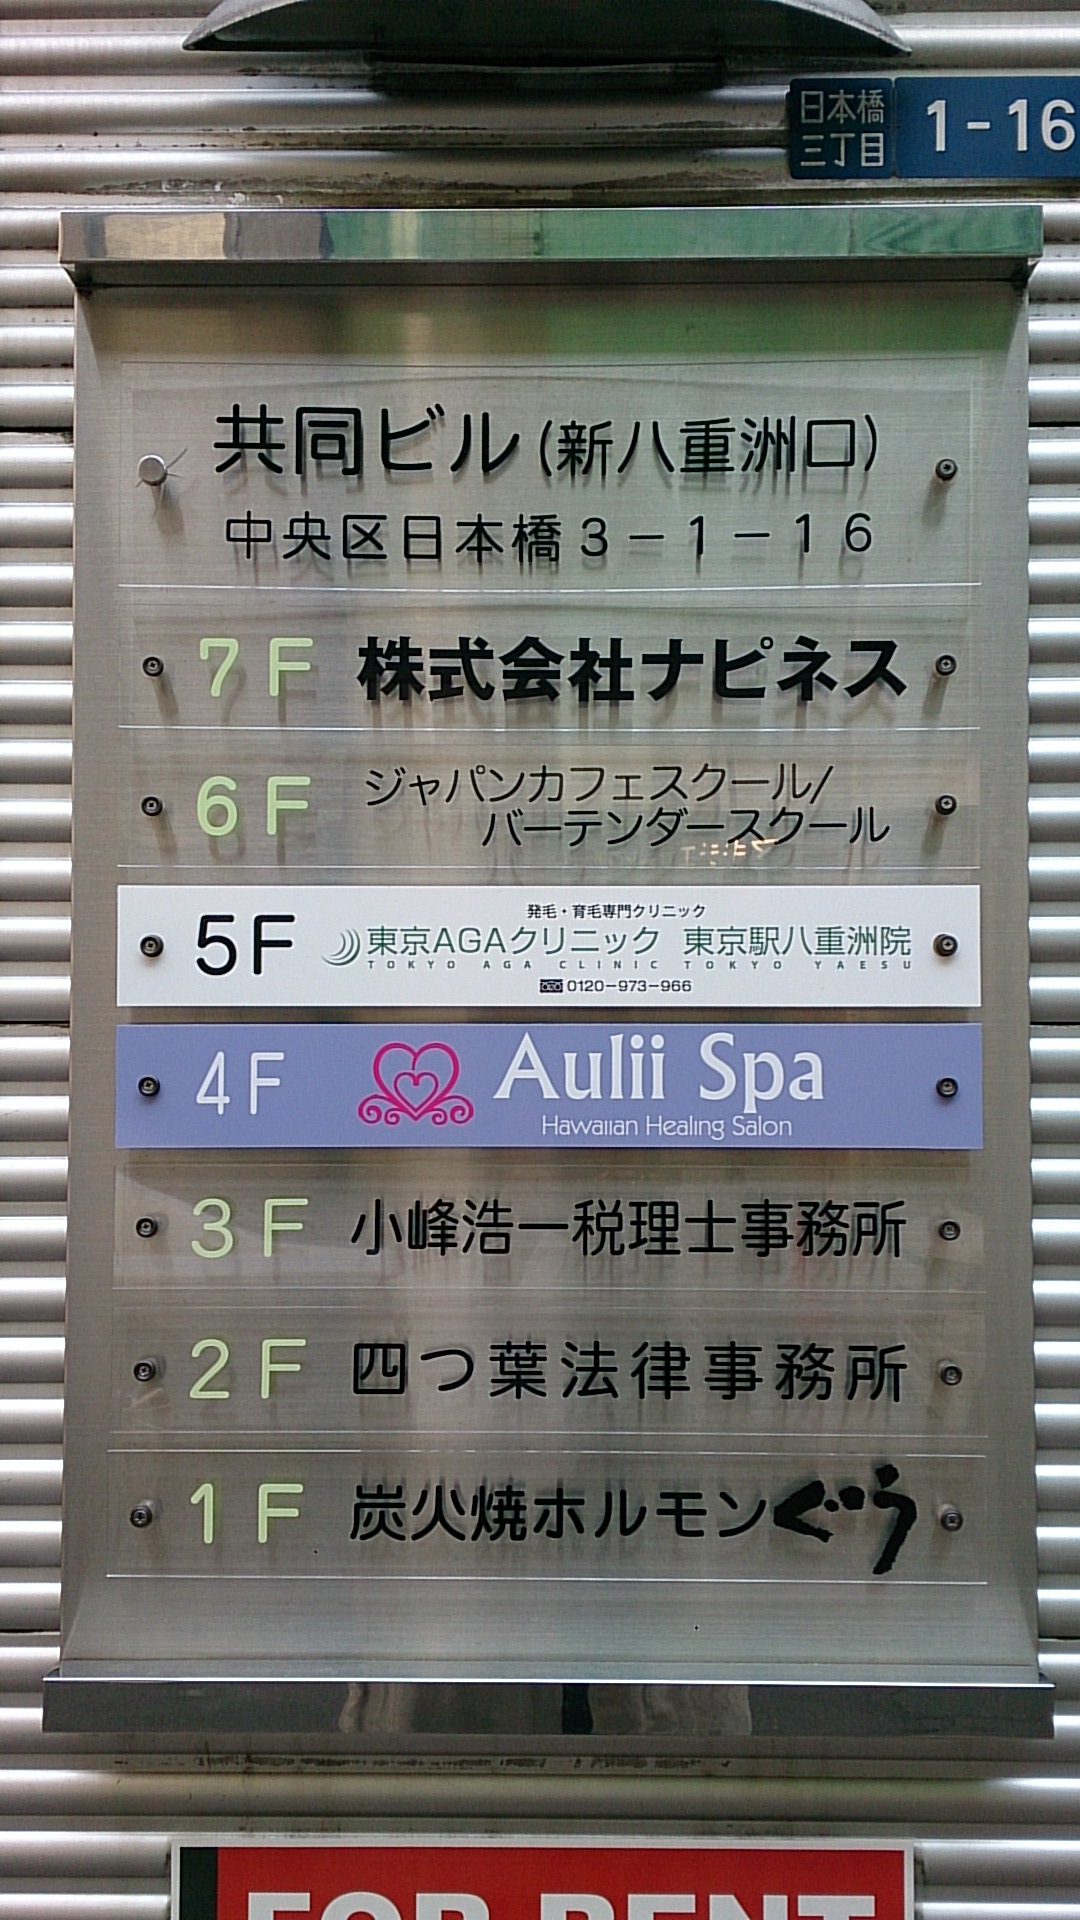 日本橋
三丁目
1-16
共同ビル(新八重洲口)
中央区日本橋3-1-16
7F 株式会社ナピネス
6F ジャパンカフェスクール/
バーテンダースクール
発毛・育毛専門クリニック
5F 東京AGAクリニック 東京駅八重洲院
TOKYO AGA CLINIC TOKYO YAESU
0120-973-966
4F Aulii Spa
Hawaiian Healing Salon
3F 小峰浩一税理士事務所
2F 四つ葉法律事務所
1F 炭火焼ホルモンぐう
FOR RENT